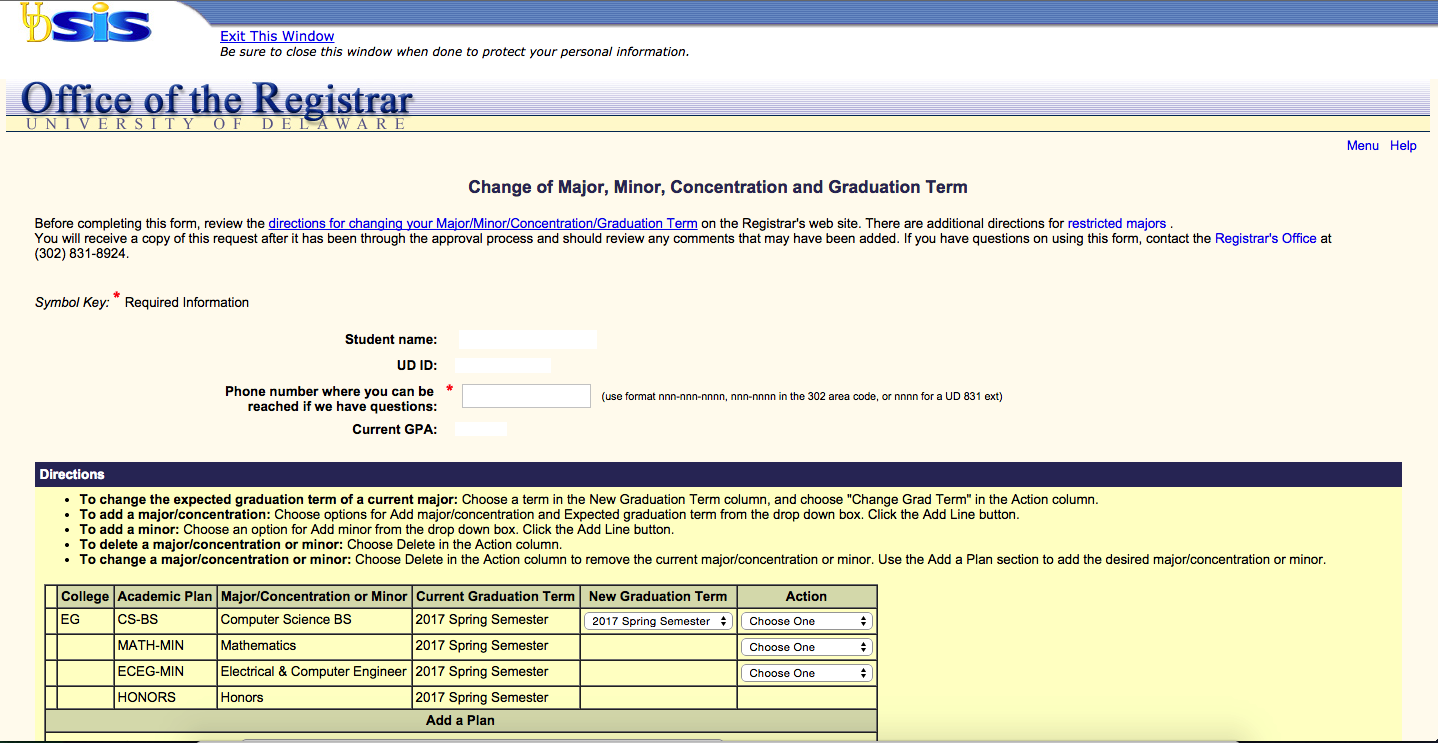 UDSIS
Exit This Window
Be sure to close this window when done to protect your personal information.
Office of the Registrar
UNIVERSITY OF DELAWARE
Menu Help
Change of Major, Minor, Concentration and Graduation Term
Before completing this form, review the directions for changing your Major/Minor/Concentration/Graduation Term on the Registrar's web site. There are additional directions for restricted majors .
You will receive a copy of this request after it has been through the approval process and should review any comments that may have been added. If you have questions on using this form, contact the Registrar's Office at
(302) 831-8924.
Symbol Key: * Required Information
Student name:
UD ID:
Phone number where you can be * (use format nnn-nnn-nnnn, nnn-nnnn in the 302 area code, or nnnn for a UD 831 ext)
reached if we have questions:
Current GPA:
Directions
• To change the expected graduation term of a current major: Choose a term in the New Graduation Term column, and choose "Change Grad Term" in the Action column.
• To add a major/concentration: Choose options for Add major/concentration and Expected graduation term from the drop down box. Click the Add Line button.
• To add a minor: Choose an option for Add minor from the drop down box. Click the Add Line button.
• To delete a major/concentration or minor: Choose Delete in the Action column.
• To change a major/concentration or minor: Choose Delete in the Action column to remove the current major/concentration or minor. Use the Add a Plan section to add the desired major/concentration or minor.
College Academic Plan Major/Concentration or Minor Current Graduation Term New Graduation Term Action
EG CS-BS Computer Science BS 2017 Spring Semester 2017 Spring Semester Choose One
MATH-MIN Mathematics 2017 Spring Semester Choose One
ECEG-MIN Electrical & Computer Engineer 2017 Spring Semester Choose One
HONORS Honors 2017 Spring Semester
Add a Plan